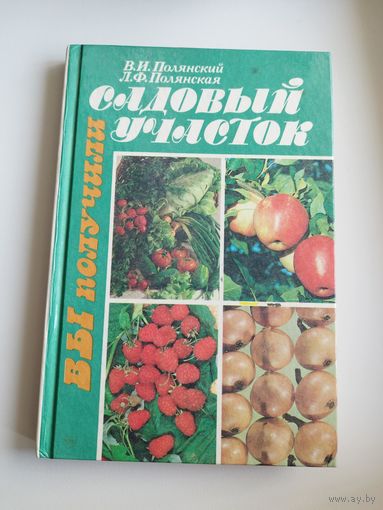 В.И. Полянский
Л.Ф. Полянская
Вы получили
САДОВЫЙ
УЧАСТОК
www.ay.by